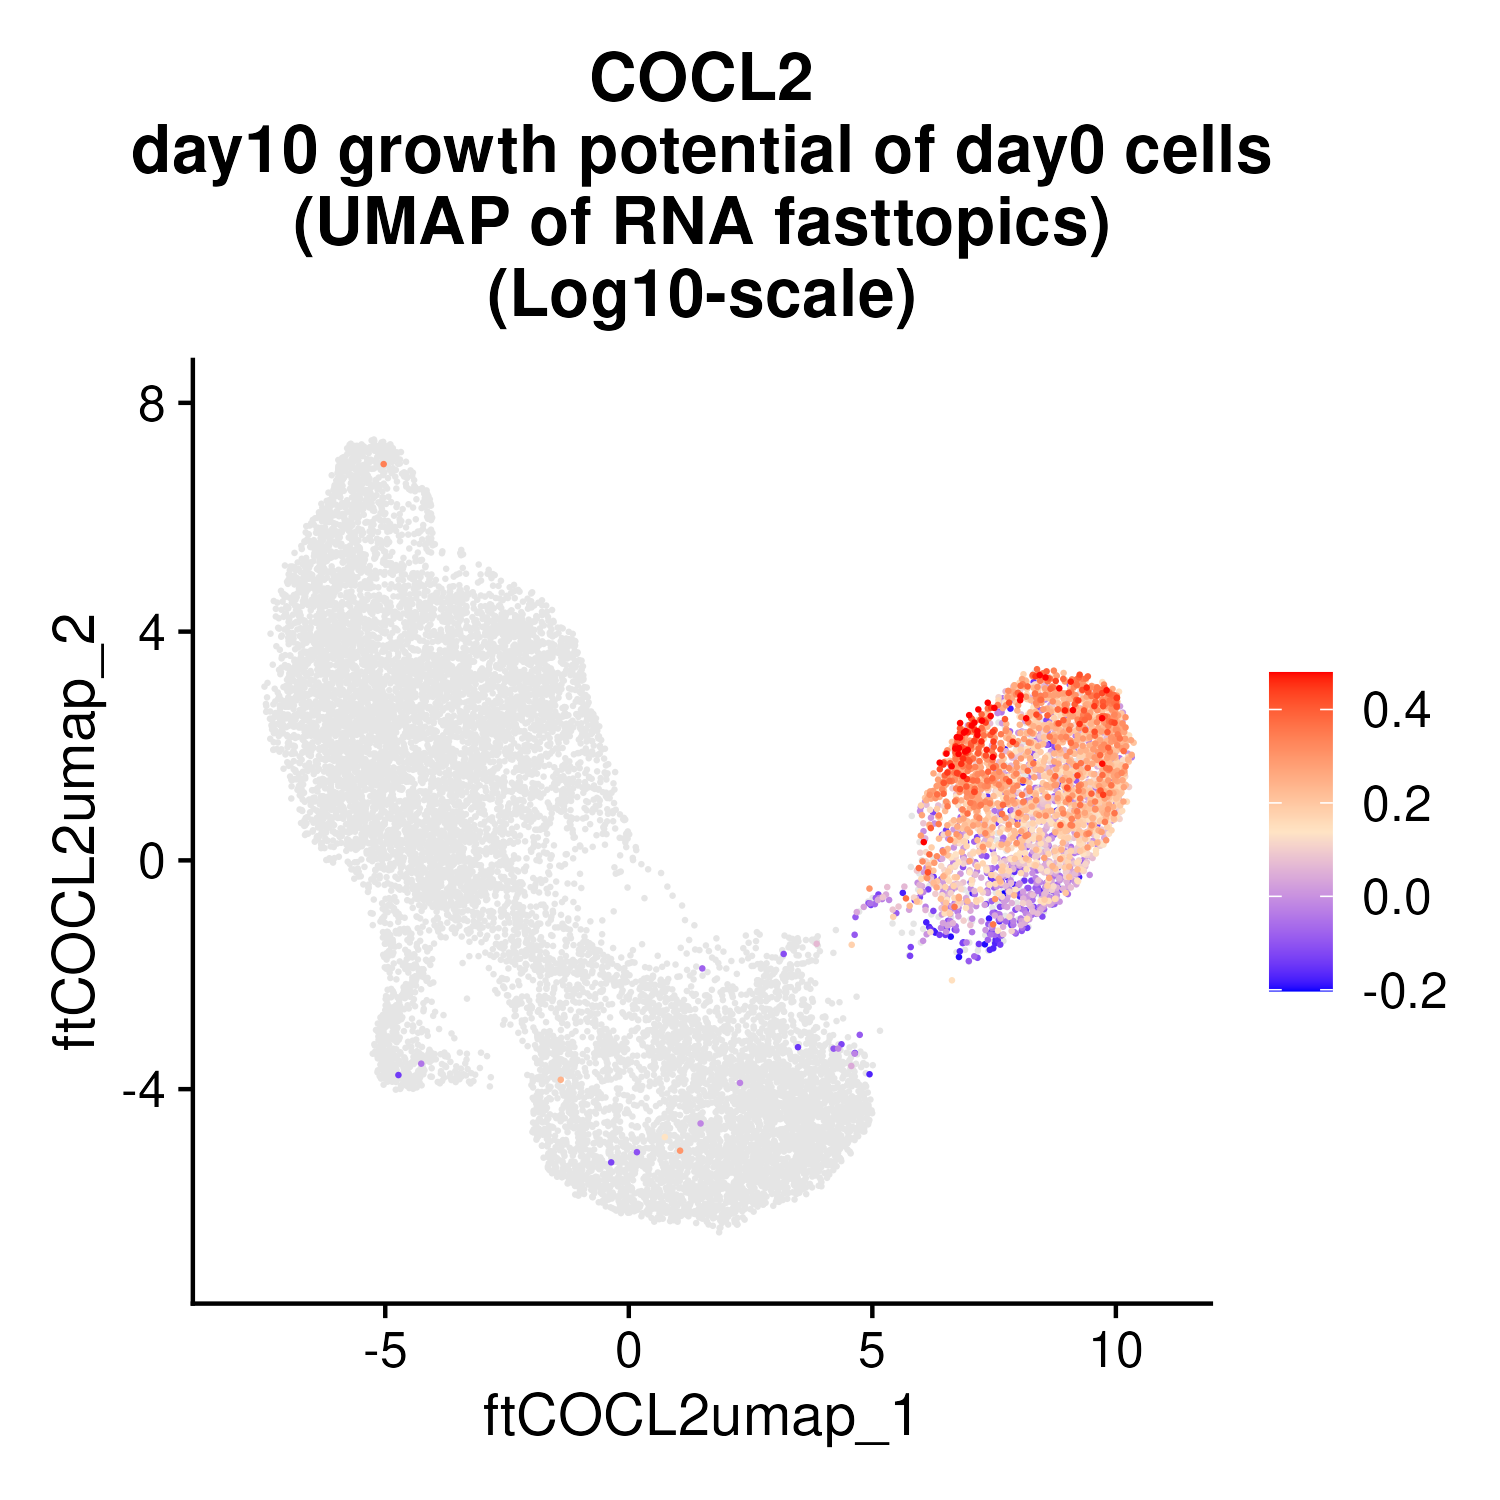 COCL2
day10 growth potential of day0 cells
(UMAP of RNA fasttopics)
(Log10-scale)
8
4
0
-4
ftCOCL2umap_2
-5
0
5
10
ftCOCL2umap_1
0.4
0.2
0.0
-0.2